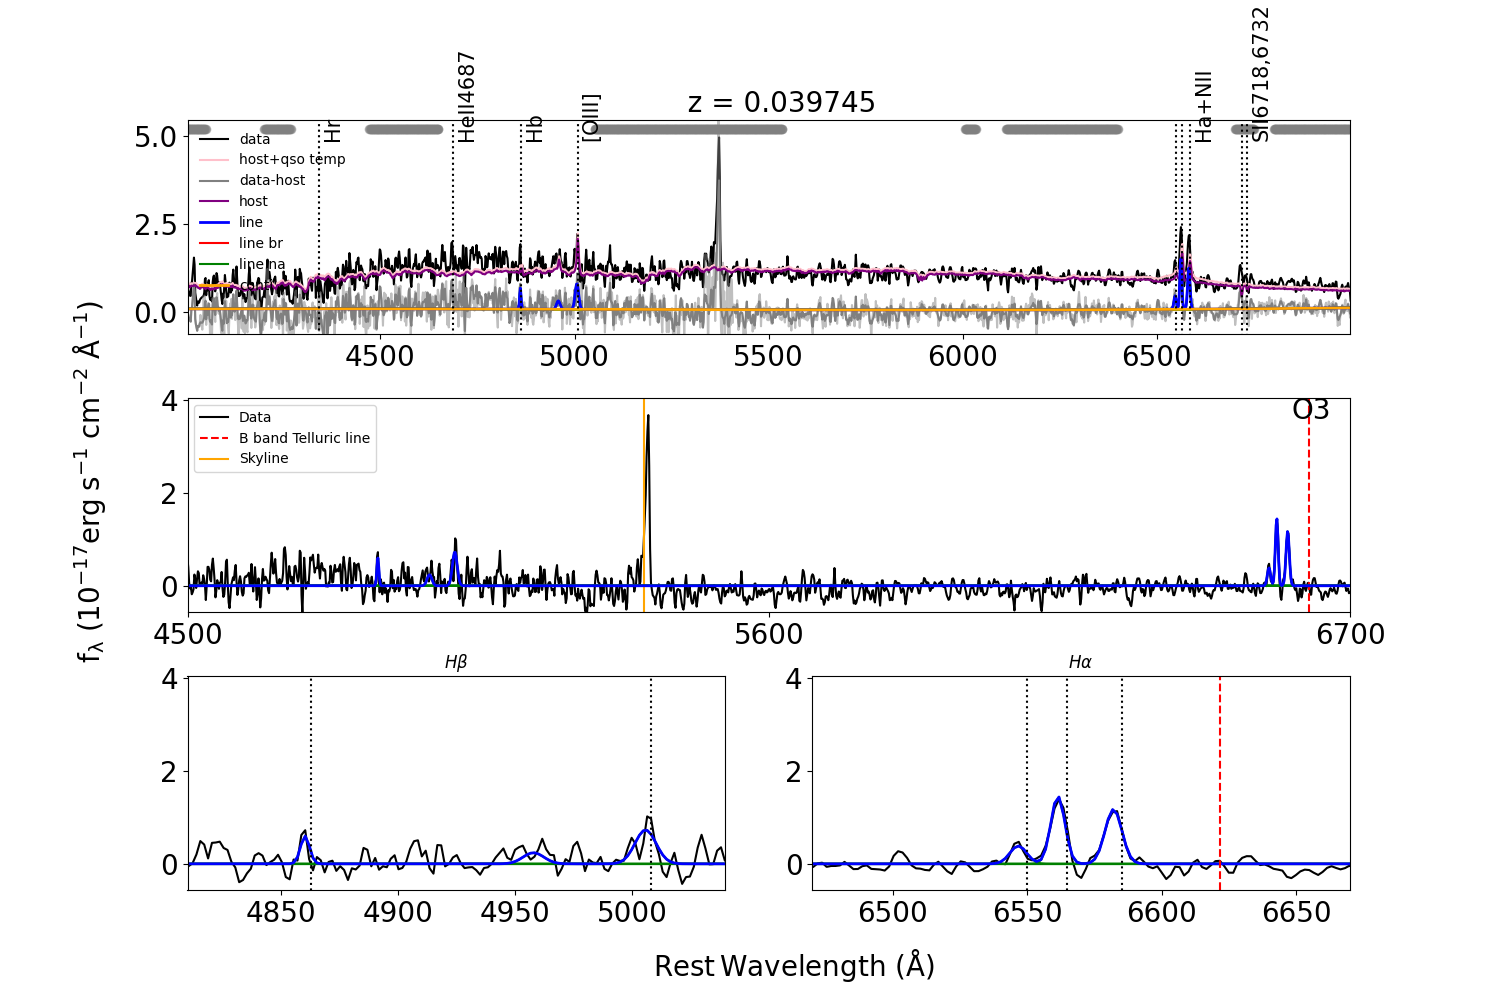 z = 0.039745
Hr
HeII4687
Hb
[OIII]
Ha+NII
SII6718,6732
5.0
2.5
0.0
data
host+qso temp
data-host
host
line
line br
line na
4500 5000 5500 6000 6500
4
2
0
Data
B band Telluric line
Skyline
O3
4500 5600 6700
fλ (10⁻¹⁷erg s⁻¹ cm⁻² Å⁻¹)
Hβ
4
2
0
4850 4900 4950 5000
Hα
4
2
0
6500 6550 6600 6650
Rest Wavelength (Å)